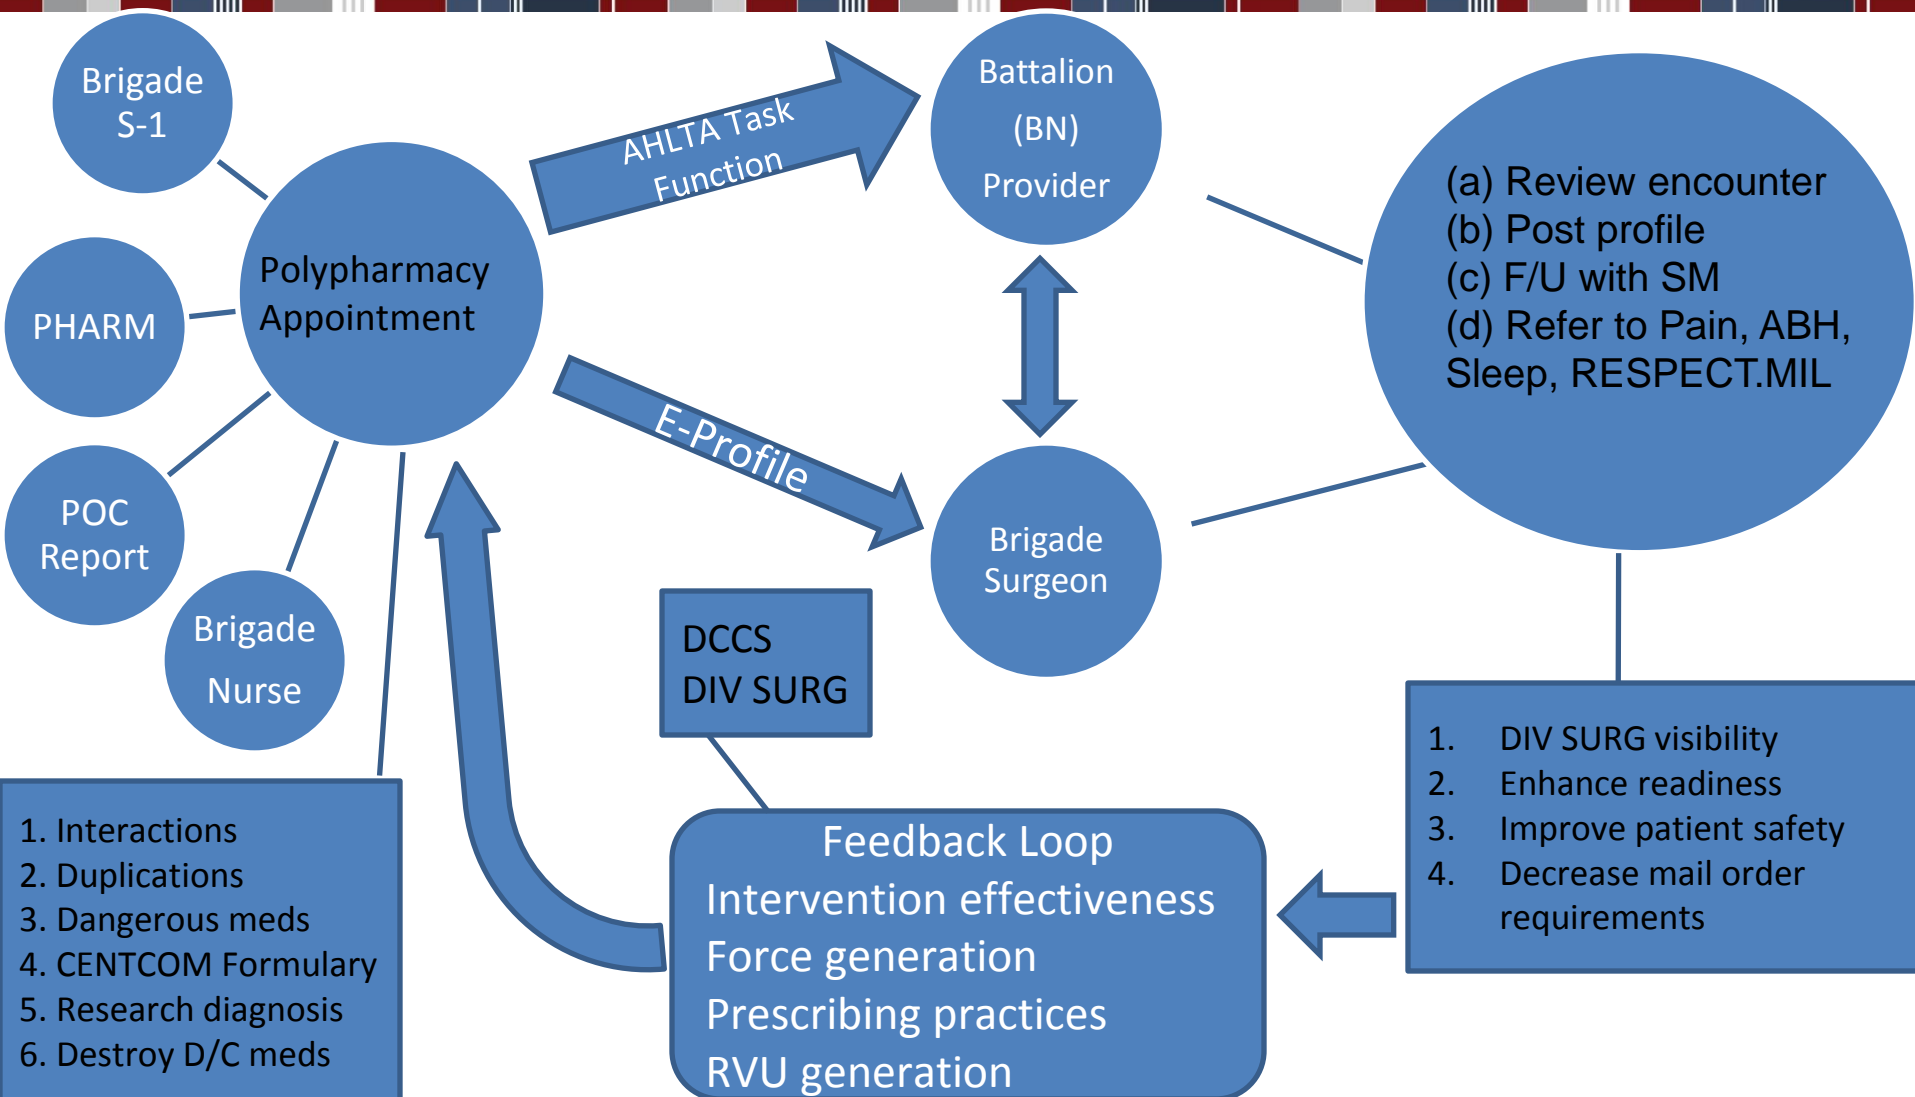 Brigade
S-1
PHARM
POC
Report
Brigade
Nurse
Polypharmacy
Appointment
AHLTA Task
Function
E-Profile
Battalion
(BN)
Provider
Brigade
Surgeon
(a) Review encounter
(b) Post profile
(c) F/U with SM
(d) Refer to Pain, ABH,
Sleep, RESPECT.MIL
1. Interactions
2. Duplications
3. Dangerous meds
4. CENTCOM Formulary
5. Research diagnosis
6. Destroy D/C meds
DCCS
DIV SURG
Feedback Loop
Intervention effectiveness
Force generation
Prescribing practices
RVU generation
1. DIV SURG visibility
2. Enhance readiness
3. Improve patient safety
4. Decrease mail order
requirements